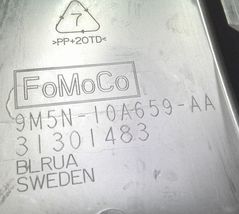 7
>PP+20TD<
FoMoCo
9M5N-10A659-AA
31301483
BLRUA
SWEDEN